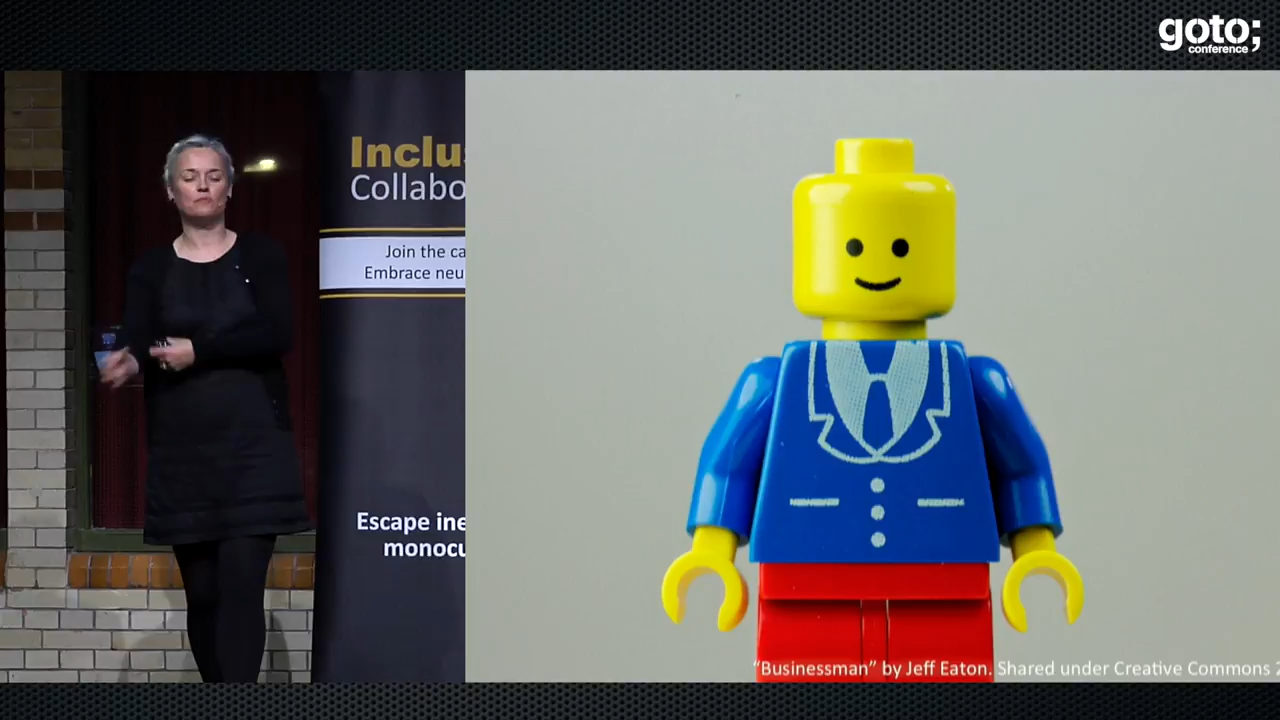 goto;
conference
Inclu
Collabo
Join the ca
Embrace neu
Escape ine
monocu
“Businessman” by Jeff Eaton. Shared under Creative Commons 2